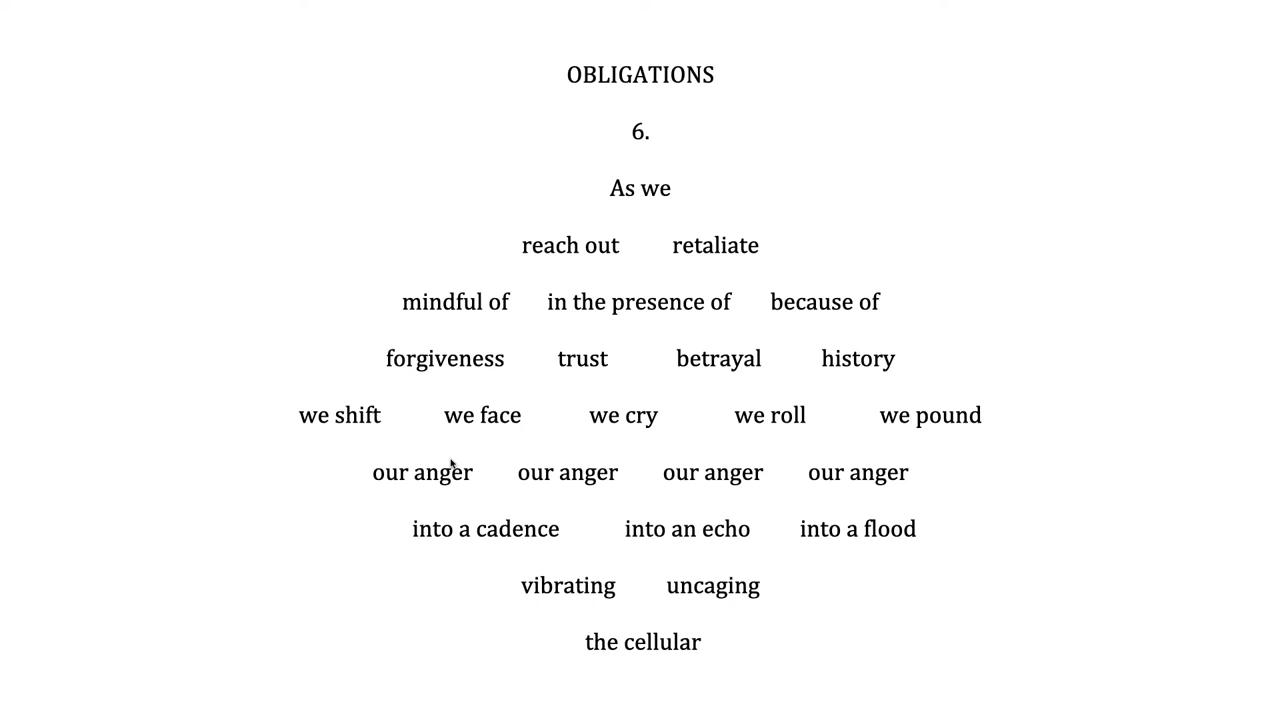 OBLIGATIONS
6.
As we
reach out retaliate
mindful of in the presence of because of
forgiveness trust betrayal history
we shift we face we cry we roll we pound
our anger our anger our anger our anger
into a cadence into an echo into a flood
vibrating uncaging
the cellular